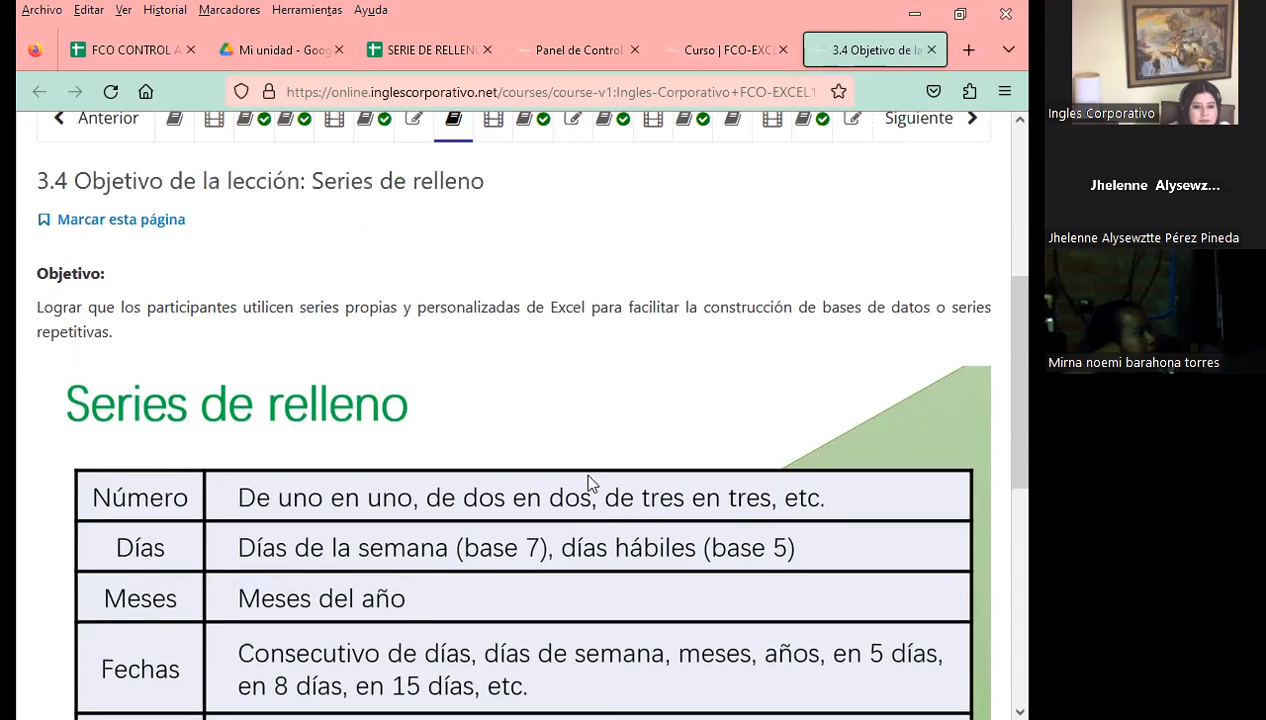 Archivo Editar Ver Historial Marcadores Herramientas Ayuda
FCO CONTROL A
Mi unidad - Goog
SERIE DE RELLENO
Panel de Control
Curso | FCO-EXCE
3.4 Objetivo de la
https://online.inglescorporativo.net/courses/course-v1:Ingles-Corporativo+FCO-EXCEL1
Anterior
Siguiente
3.4 Objetivo de la lección: Series de relleno
Marcar esta página
Objetivo:
Lograr que los participantes utilicen series propias y personalizadas de Excel para facilitar la construcción de bases de datos o series
repetitivas.
Series de relleno
Número De uno en uno, de dos en dos, de tres en tres, etc.
Días Días de la semana (base 7), días hábiles (base 5)
Meses Meses del año
Fechas Consecutivo de días, días de semana, meses, años, en 5 días,
en 8 días, en 15 días, etc.
Ingles Corporativo
Jhelenne Alysewz...
Jhelenne Alysewztte Pérez Pineda
Mirna noemi barahona torres